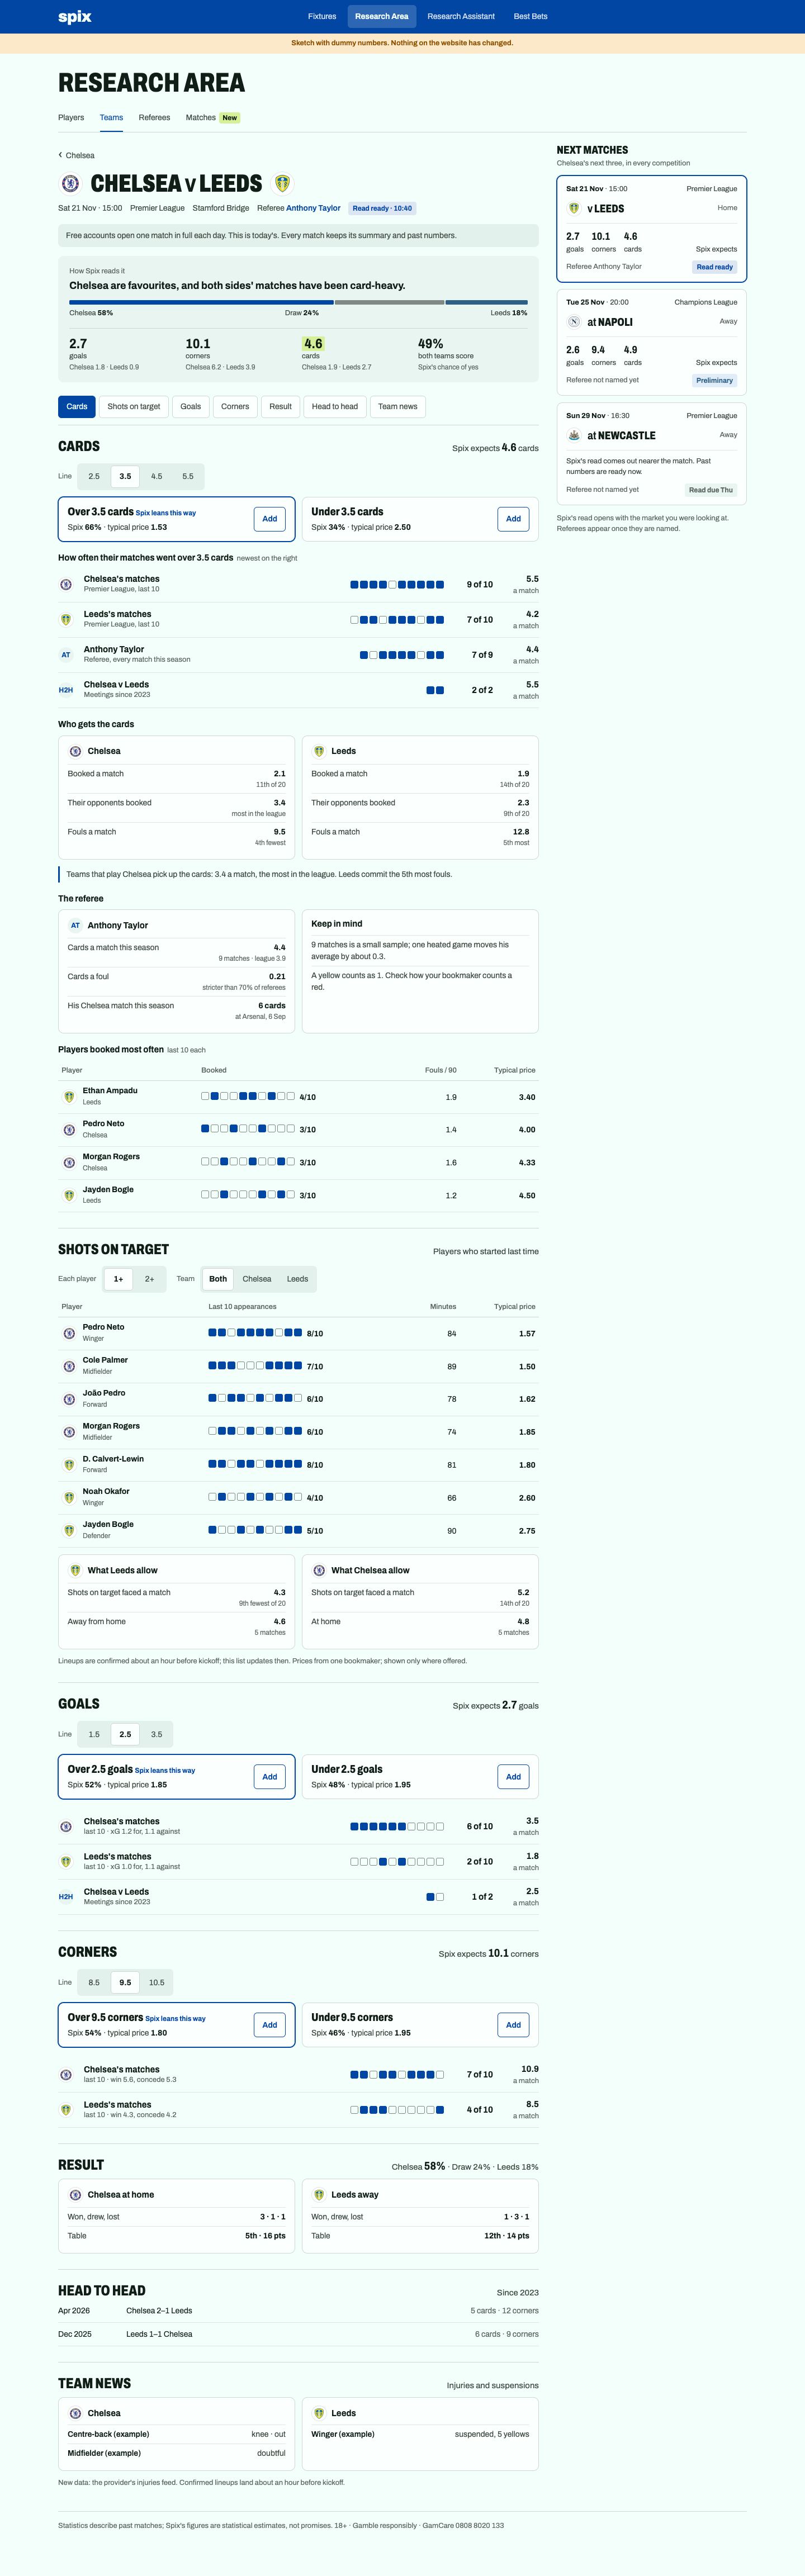 spix
Fixtures
Research Area
Research Assistant
Best Bets
Sketch with dummy numbers. Nothing on the website has changed.
RESEARCH AREA
Players
Teams
Referees
Matches New
‹ Chelsea
CHELSEA v LEEDS
Sat 21 Nov · 15:00 Premier League Stamford Bridge Referee Anthony Taylor Read ready · 10:40
Free accounts open one match in full each day. This is today's. Every match keeps its summary and past numbers.
How Spix reads it
Chelsea are favourites, and both sides' matches have been card-heavy.
Chelsea 58% Draw 24% Leeds 18%
2.7 10.1 4.6 49%
goals corners cards both teams score
Chelsea 1.8 · Leeds 0.9 Chelsea 6.2 · Leeds 3.9 Chelsea 1.9 · Leeds 2.7 Spix's chance of yes
Cards Shots on target Goals Corners Result Head to head Team news
CARDS Spix expects 4.6 cards
Line 2.5 3.5 4.5 5.5
Over 3.5 cards Spix leans this way
Spix 66% · typical price 1.53
Add
Under 3.5 cards
Spix 34% · typical price 2.50
Add
How often their matches went over 3.5 cards newest on the right
Chelsea's matches 9 of 10 5.5
Premier League, last 10 a match
Leeds's matches 7 of 10 4.2
Premier League, last 10 a match
AT Anthony Taylor 7 of 9 4.4
Referee, every match this season a match
H2H Chelsea v Leeds 2 of 2 5.5
Meetings since 2023 a match
Who gets the cards
Chelsea
Booked a match 2.1
11th of 20
Their opponents booked 3.4
most in the league
Fouls a match 9.5
4th fewest
Leeds
Booked a match 1.9
14th of 20
Their opponents booked 2.3
9th of 20
Fouls a match 12.8
5th most
Teams that play Chelsea pick up the cards: 3.4 a match, the most in the league. Leeds commit the 5th most fouls.
The referee
AT Anthony Taylor
Cards a match this season 4.4
9 matches · league 3.9
Cards a foul 0.21
stricter than 70% of referees
His Chelsea match this season 6 cards
at Arsenal, 6 Sep
Keep in mind
9 matches is a small sample; one heated game moves his
average by about 0.3.
A yellow counts as 1. Check how your bookmaker counts a
red.
Players booked most often last 10 each
Player Booked Fouls / 90 Typical price
Ethan Ampadu 4/10 1.9 3.40
Leeds
Pedro Neto 3/10 1.4 4.00
Chelsea
Morgan Rogers 3/10 1.6 4.33
Chelsea
Jayden Bogle 3/10 1.2 4.50
Leeds
SHOTS ON TARGET Players who started last time
Each player 1+ 2+ Team Both Chelsea Leeds
Player Last 10 appearances Minutes Typical price
Pedro Neto 8/10 84 1.57
Winger
Cole Palmer 7/10 89 1.50
Midfielder
João Pedro 6/10 78 1.62
Forward
Morgan Rogers 6/10 74 1.85
Midfielder
D. Calvert-Lewin 8/10 81 1.80
Forward
Noah Okafor 4/10 66 2.60
Winger
Jayden Bogle 5/10 90 2.75
Defender
What Leeds allow
Shots on target faced a match 4.3
9th fewest of 20
Away from home 4.6
5 matches
What Chelsea allow
Shots on target faced a match 5.2
14th of 20
At home 4.8
5 matches
Lineups are confirmed about an hour before kickoff; this list updates then. Prices from one bookmaker; shown only where offered.
GOALS Spix expects 2.7 goals
Line 1.5 2.5 3.5
Over 2.5 goals Spix leans this way
Spix 52% · typical price 1.85
Add
Under 2.5 goals
Spix 48% · typical price 1.95
Add
Chelsea's matches 6 of 10 3.5
last 10 · xG 1.2 for, 1.1 against a match
Leeds's matches 2 of 10 1.8
last 10 · xG 1.0 for, 1.1 against a match
H2H Chelsea v Leeds 1 of 2 2.5
Meetings since 2023 a match
CORNERS Spix expects 10.1 corners
Line 8.5 9.5 10.5
Over 9.5 corners Spix leans this way
Spix 54% · typical price 1.80
Add
Under 9.5 corners
Spix 46% · typical price 1.95
Add
Chelsea's matches 7 of 10 10.9
last 10 · win 5.6, concede 5.3 a match
Leeds's matches 4 of 10 8.5
last 10 · win 4.3, concede 4.2 a match
RESULT Chelsea 58% · Draw 24% · Leeds 18%
Chelsea at home
Won, drew, lost 3 · 1 · 1
Table 5th · 16 pts
Leeds away
Won, drew, lost 1 · 3 · 1
Table 12th · 14 pts
HEAD TO HEAD Since 2023
Apr 2026 Chelsea 2–1 Leeds 5 cards · 12 corners
Dec 2025 Leeds 1–1 Chelsea 6 cards · 9 corners
TEAM NEWS Injuries and suspensions
Chelsea
Centre-back (example) knee · out
Midfielder (example) doubtful
Leeds
Winger (example) suspended, 5 yellows
New data: the provider's injuries feed. Confirmed lineups land about an hour before kickoff.
NEXT MATCHES
Chelsea's next three, in every competition
Sat 21 Nov · 15:00 Premier League
v LEEDS Home
2.7 10.1 4.6
goals corners cards Spix expects
Referee Anthony Taylor Read ready
Tue 25 Nov · 20:00 Champions League
at NAPOLI Away
2.6 9.4 4.9
goals corners cards Spix expects
Referee not named yet Preliminary
Sun 29 Nov · 16:30 Premier League
at NEWCASTLE Away
Spix's read comes out nearer the match. Past
numbers are ready now.
Referee not named yet Read due Thu
Spix's read opens with the market you were looking at.
Referees appear once they are named.
Statistics describe past matches; Spix's figures are statistical estimates, not promises. 18+ · Gamble responsibly · GamCare 0808 8020 133